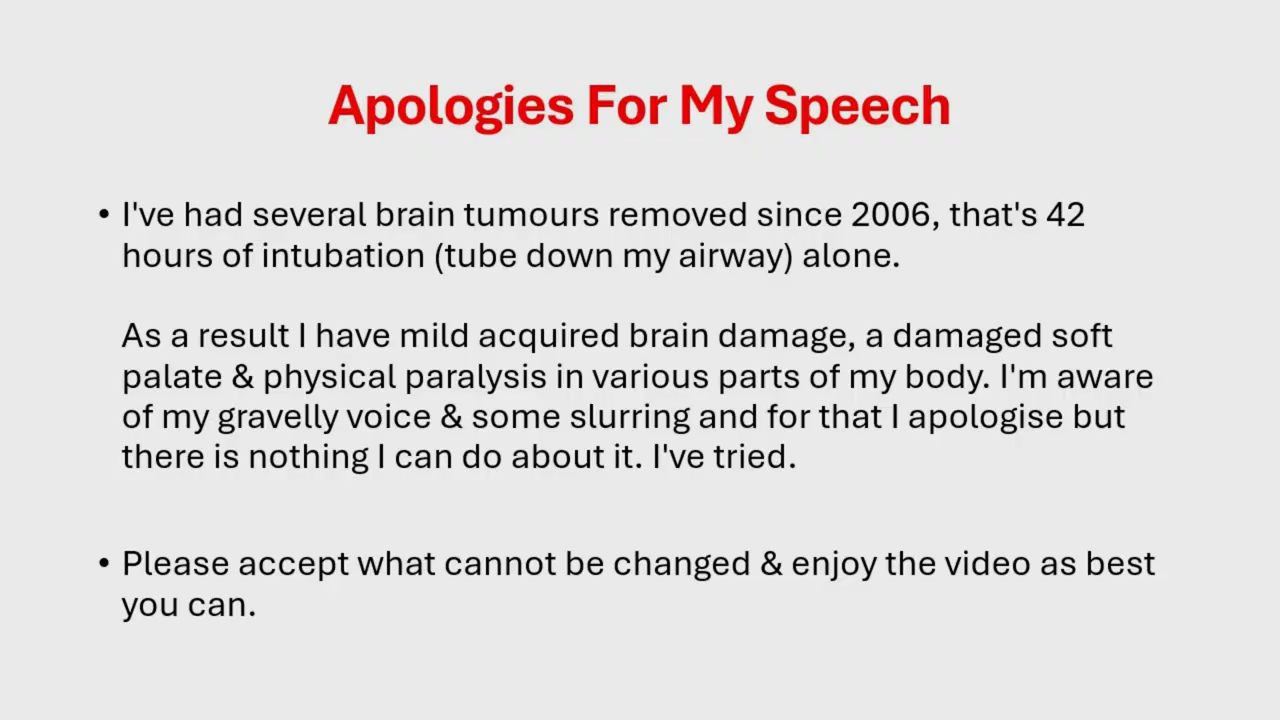 Apologies For My Speech
• I've had several brain tumours removed since 2006, that's 42
hours of intubation (tube down my airway) alone.
As a result I have mild acquired brain damage, a damaged soft
palate & physical paralysis in various parts of my body. I'm aware
of my gravelly voice & some slurring and for that I apologise but
there is nothing I can do about it. I've tried.
• Please accept what cannot be changed & enjoy the video as best
you can.